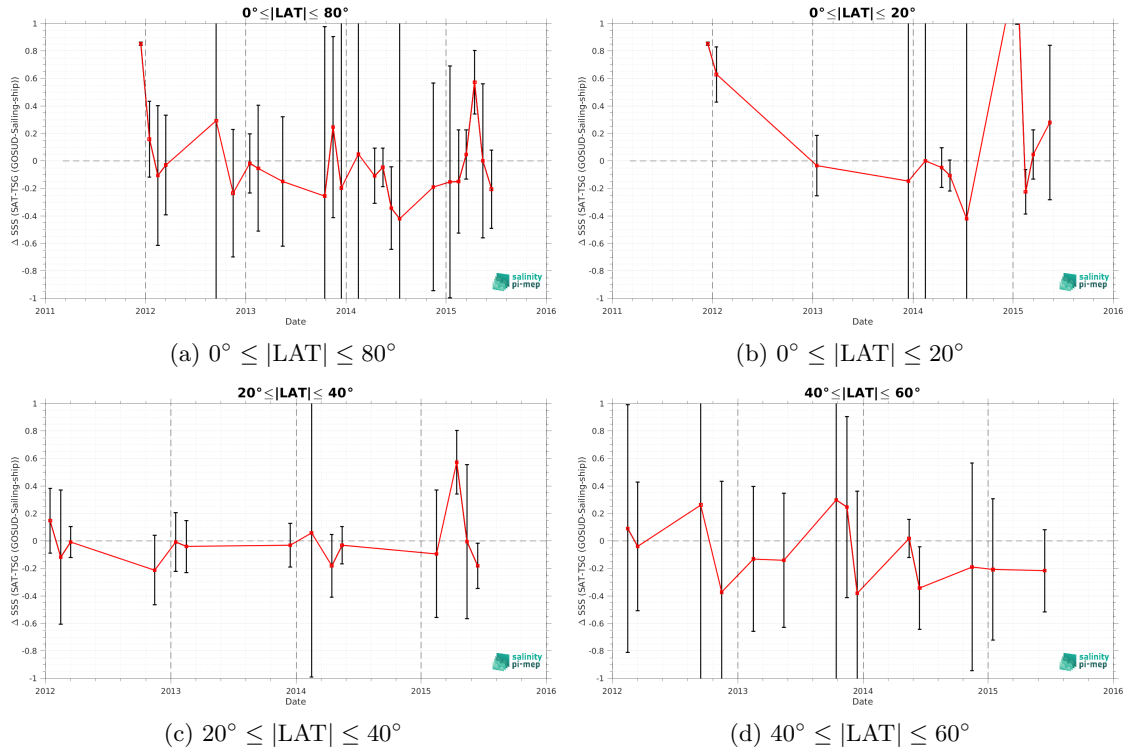 0°≤|LAT|≤ 80°
Δ SSS (SAT-TSG (GOSUD-Sailing-ship))
1
0.8
0.6
0.4
0.2
0
-0.2
-0.4
-0.6
-0.8
-1
2011 2012 2013 2014 2015 2016
Date
salinity
pi-mep
(a) 0° ≤ |LAT| ≤ 80°
0°≤|LAT|≤ 20°
Δ SSS (SAT-TSG (GOSUD-Sailing-ship))
1
0.8
0.6
0.4
0.2
0
-0.2
-0.4
-0.6
-0.8
-1
2011 2012 2013 2014 2015 2016
Date
salinity
pi-mep
(b) 0° ≤ |LAT| ≤ 20°
20°≤|LAT|≤ 40°
Δ SSS (SAT-TSG (GOSUD-Sailing-ship))
1
0.8
0.6
0.4
0.2
0
-0.2
-0.4
-0.6
-0.8
-1
2012 2013 2014 2015 2016
Date
salinity
pi-mep
(c) 20° ≤ |LAT| ≤ 40°
40°≤|LAT|≤ 60°
Δ SSS (SAT-TSG (GOSUD-Sailing-ship))
1
0.8
0.6
0.4
0.2
0
-0.2
-0.4
-0.6
-0.8
-1
2012 2013 2014 2015 2016
Date
salinity
pi-mep
(d) 40° ≤ |LAT| ≤ 60°